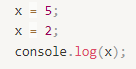 x = 5;
x = 2;
console.log(x);